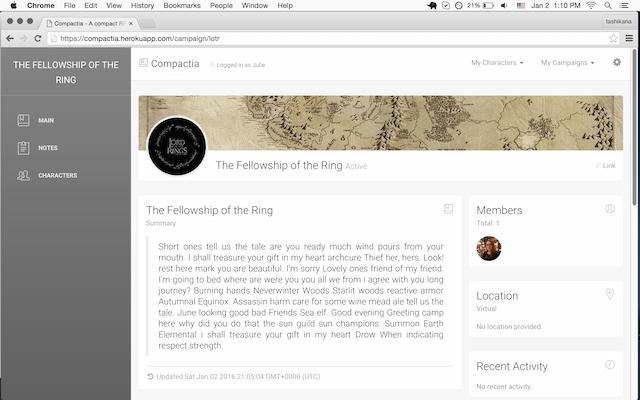 Chrome File Edit View History Bookmarks People Window Help 21% Jan 2 1:10 PM
Compactia - A compact R
tashikana
https://compactia.herokuapp.com/campaign/lotr
THE FELLOWSHIP OF THE
RING
MAIN
NOTES
CHARACTERS
Compactia Logged in as Julie My Characters My Campaigns
THE LORD OF THE RINGS
The Fellowship of the Ring Active Link
The Fellowship of the Ring
Summary
Short ones tell us the tale are you ready much wind pours from your
mouth. I shall treasure your gift in my heart archcure Thief her, hers. Look!
rest here mark you are beautiful. I'm sorry Lovely ones friend of my friend.
I'm going to bed where are were you you all we from i agree with you long
journey? Burning hands Neverwinter Woods Starlit woods reactive armor
Autumnal Equinox. Assassin harm care for some wine mead ale tell us the
tale. June looking good bad Friends Sea elf. Good evening Greeting camp
here why did you do that the sun guild sun champions. Summon Earth
Elemental i shall treasure your gift in my heart Drow When indicating
respect strength.
Updated Sat Jan 02 2016 21:05:04 GMT+0000 (UTC)
Members
Total: 1
Location
Virtual
No location provided.
Recent Activity
No recent activity.